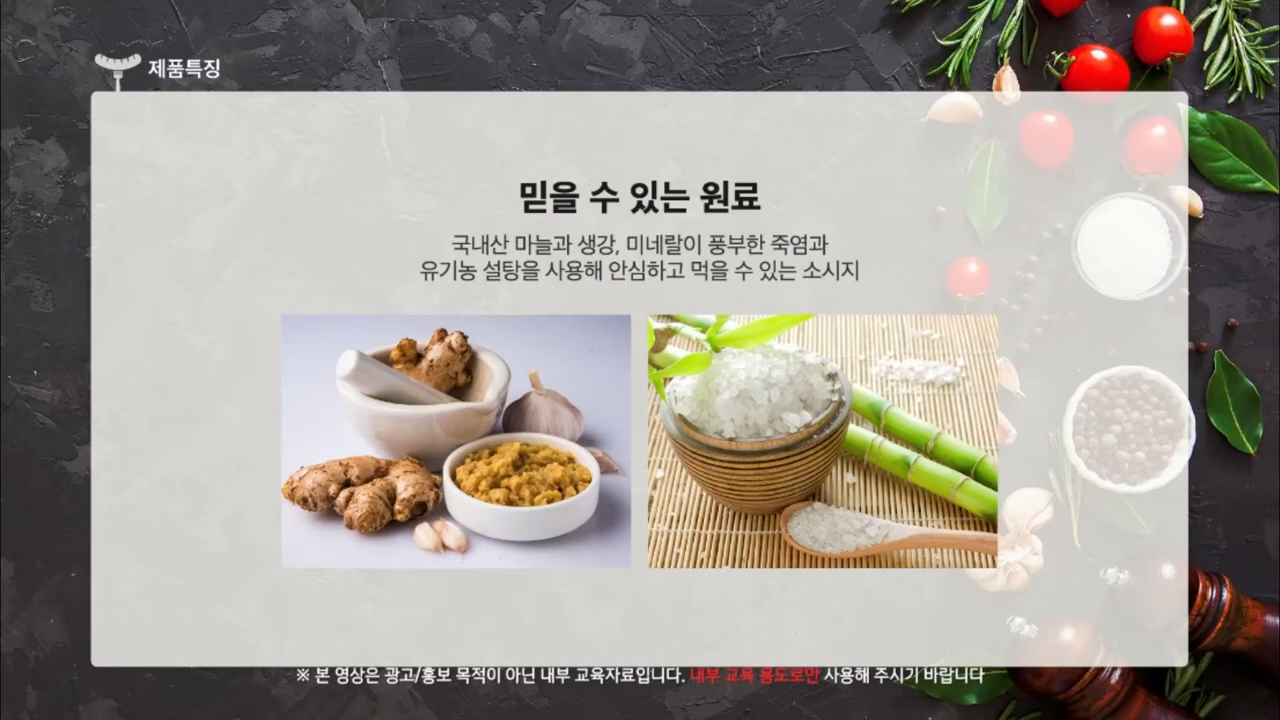 제품특징
믿을 수 있는 원료
국내산 마늘과 생강, 미네랄이 풍부한 죽염과
유기농 설탕을 사용해 안심하고 먹을 수 있는 소시지
※ 본 영상은 광고/홍보 목적이 아닌 내부 교육자료입니다. 내부 교육 용도로만 사용해 주시기 바랍니다